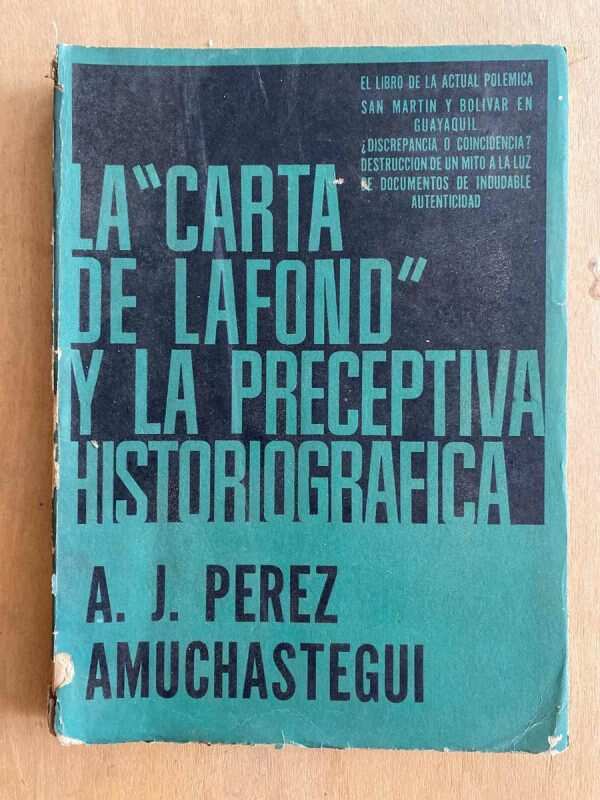 EL LIBRO DE LA ACTUAL POLEMICA
SAN MARTIN Y BOLIVAR EN
GUAYAQUIL
¿DISCREPANCIA O COINCIDENCIA?
DESTRUCCION DE UN MITO A LA LUZ
DE DOCUMENTOS DE INDUDABLE
AUTENTICIDAD
LA "CARTA
DE LAFOND"
Y LA PRECEPTIVA
HISTORIOGRAFICA
A. J. PEREZ
AMUCHASTEGUI